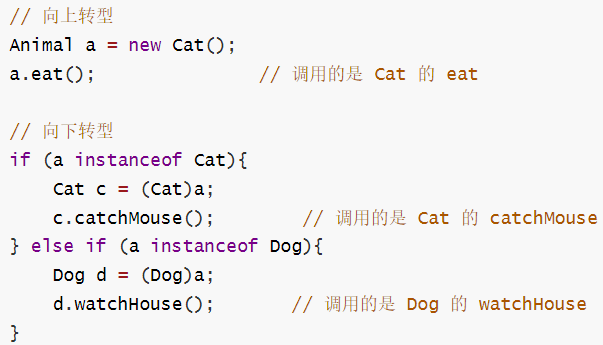 // 向上转型
Animal a = new Cat();
a.eat(); // 调用的是 Cat 的 eat
// 向下转型
if (a instanceof Cat){
Cat c = (Cat)a;
c.catchMouse(); // 调用的是 Cat 的 catchMouse
} else if (a instanceof Dog){
Dog d = (Dog)a;
d.watchHouse(); // 调用的是 Dog 的 watchHouse
}